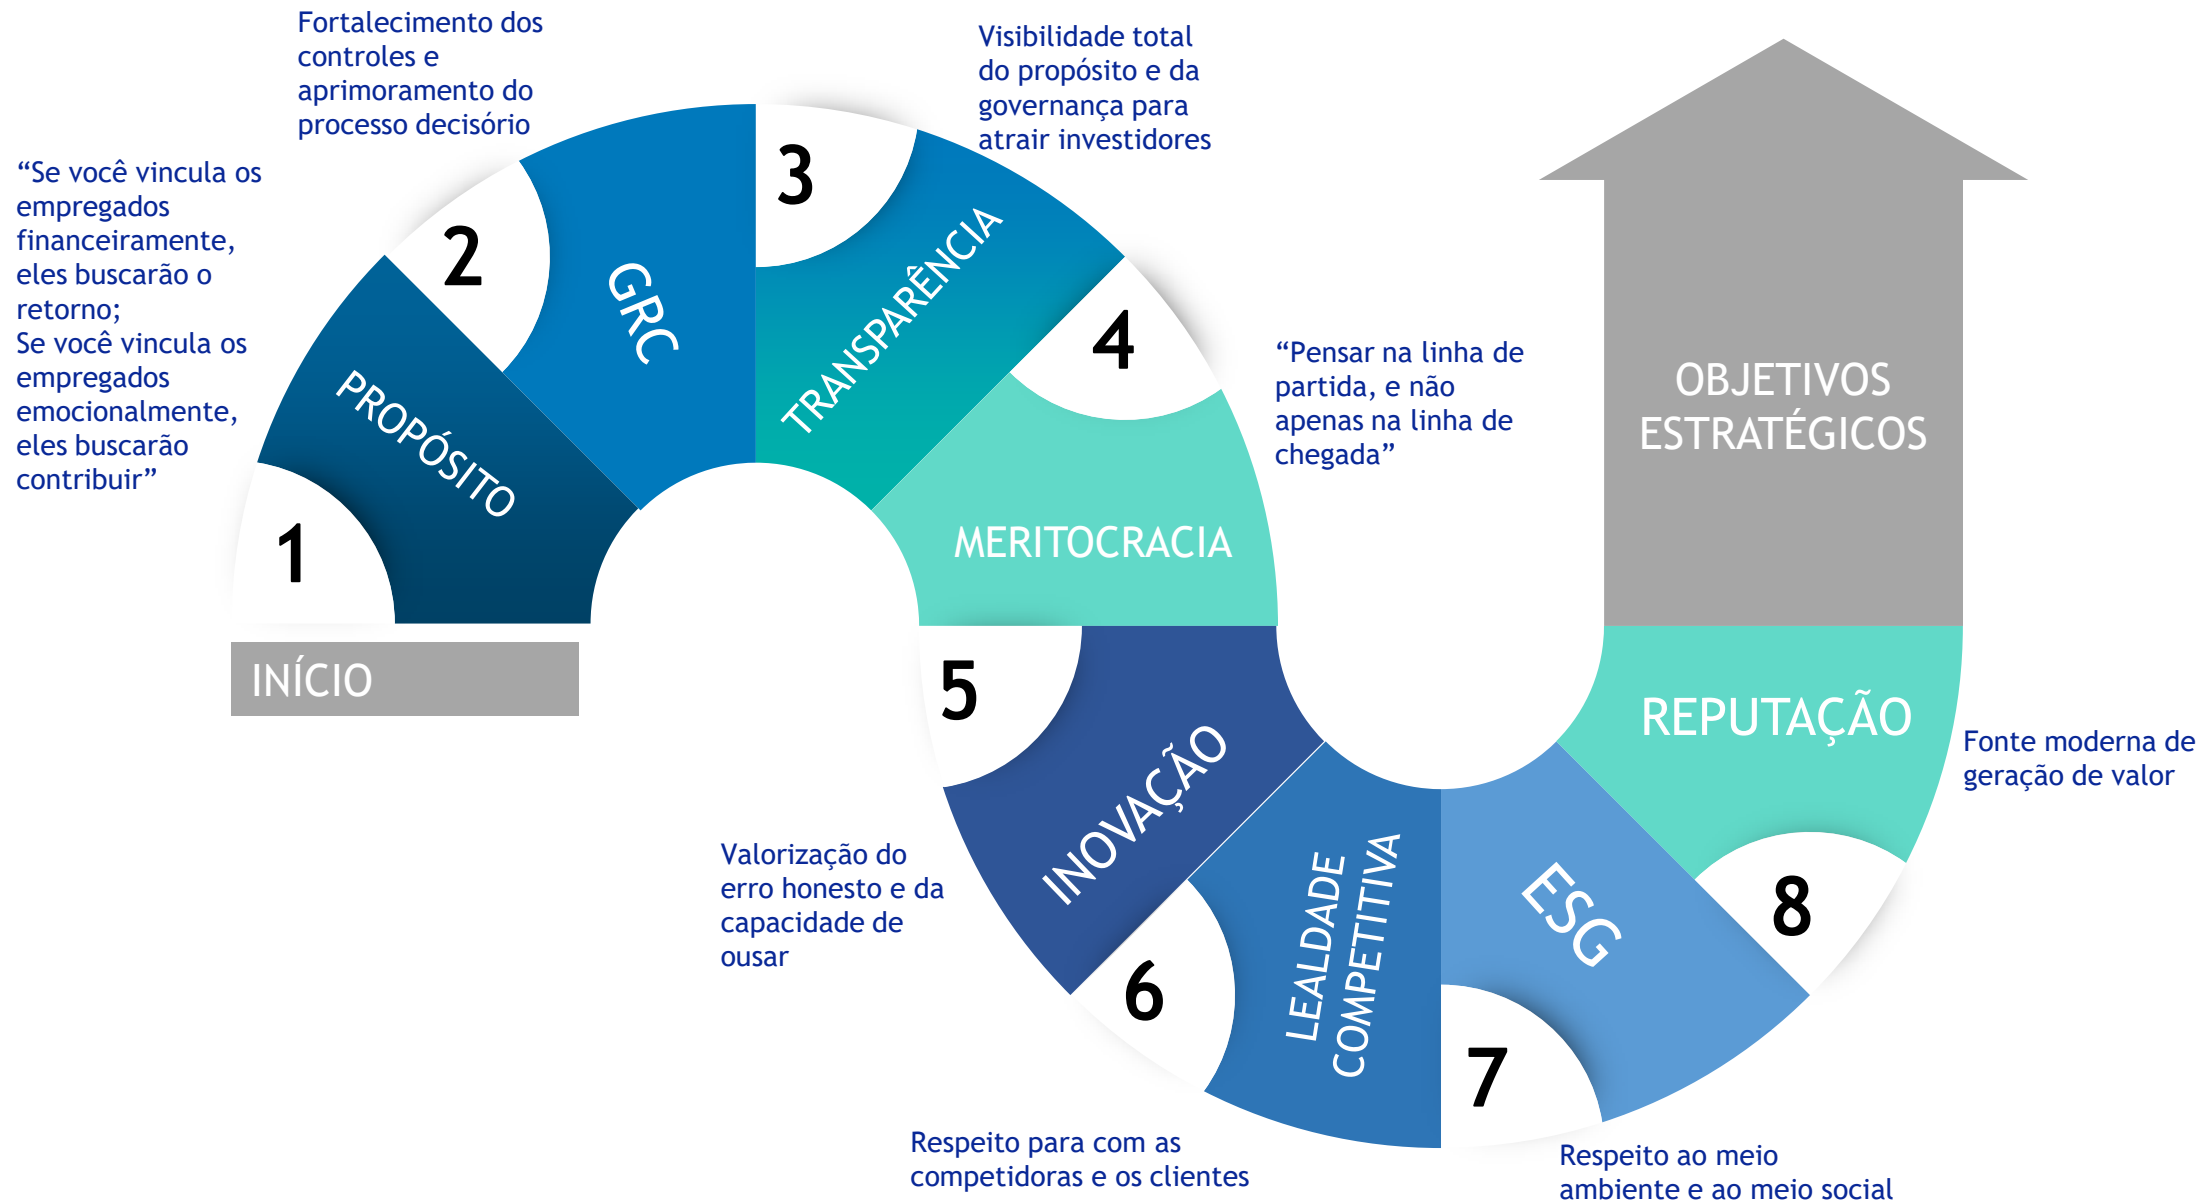 INÍCIO
1
PROPÓSITO
“Se você vincula os
empregados
financeiramente,
eles buscarão o
retorno;
Se você vincula os
empregados
emocionalmente,
eles buscarão
contribuir”
2
GRC
Fortalecimento dos
controles e
aprimoramento do
processo decisório
3
TRANSPARÊNCIA
Visibilidade total
do propósito e da
governança para
atrair investidores
4
MERITOCRACIA
“Pensar na linha de
partida, e não
apenas na linha de
chegada”
5
INOVAÇÃO
Valorização do
erro honesto e da
capacidade de
ousar
6
LEALDADE
COMPETITIVA
Respeito para com as
competidoras e os clientes
7
ESG
Respeito ao meio
ambiente e ao meio social
8
REPUTAÇÃO
Fonte moderna de
geração de valor
OBJETIVOS
ESTRATÉGICOS